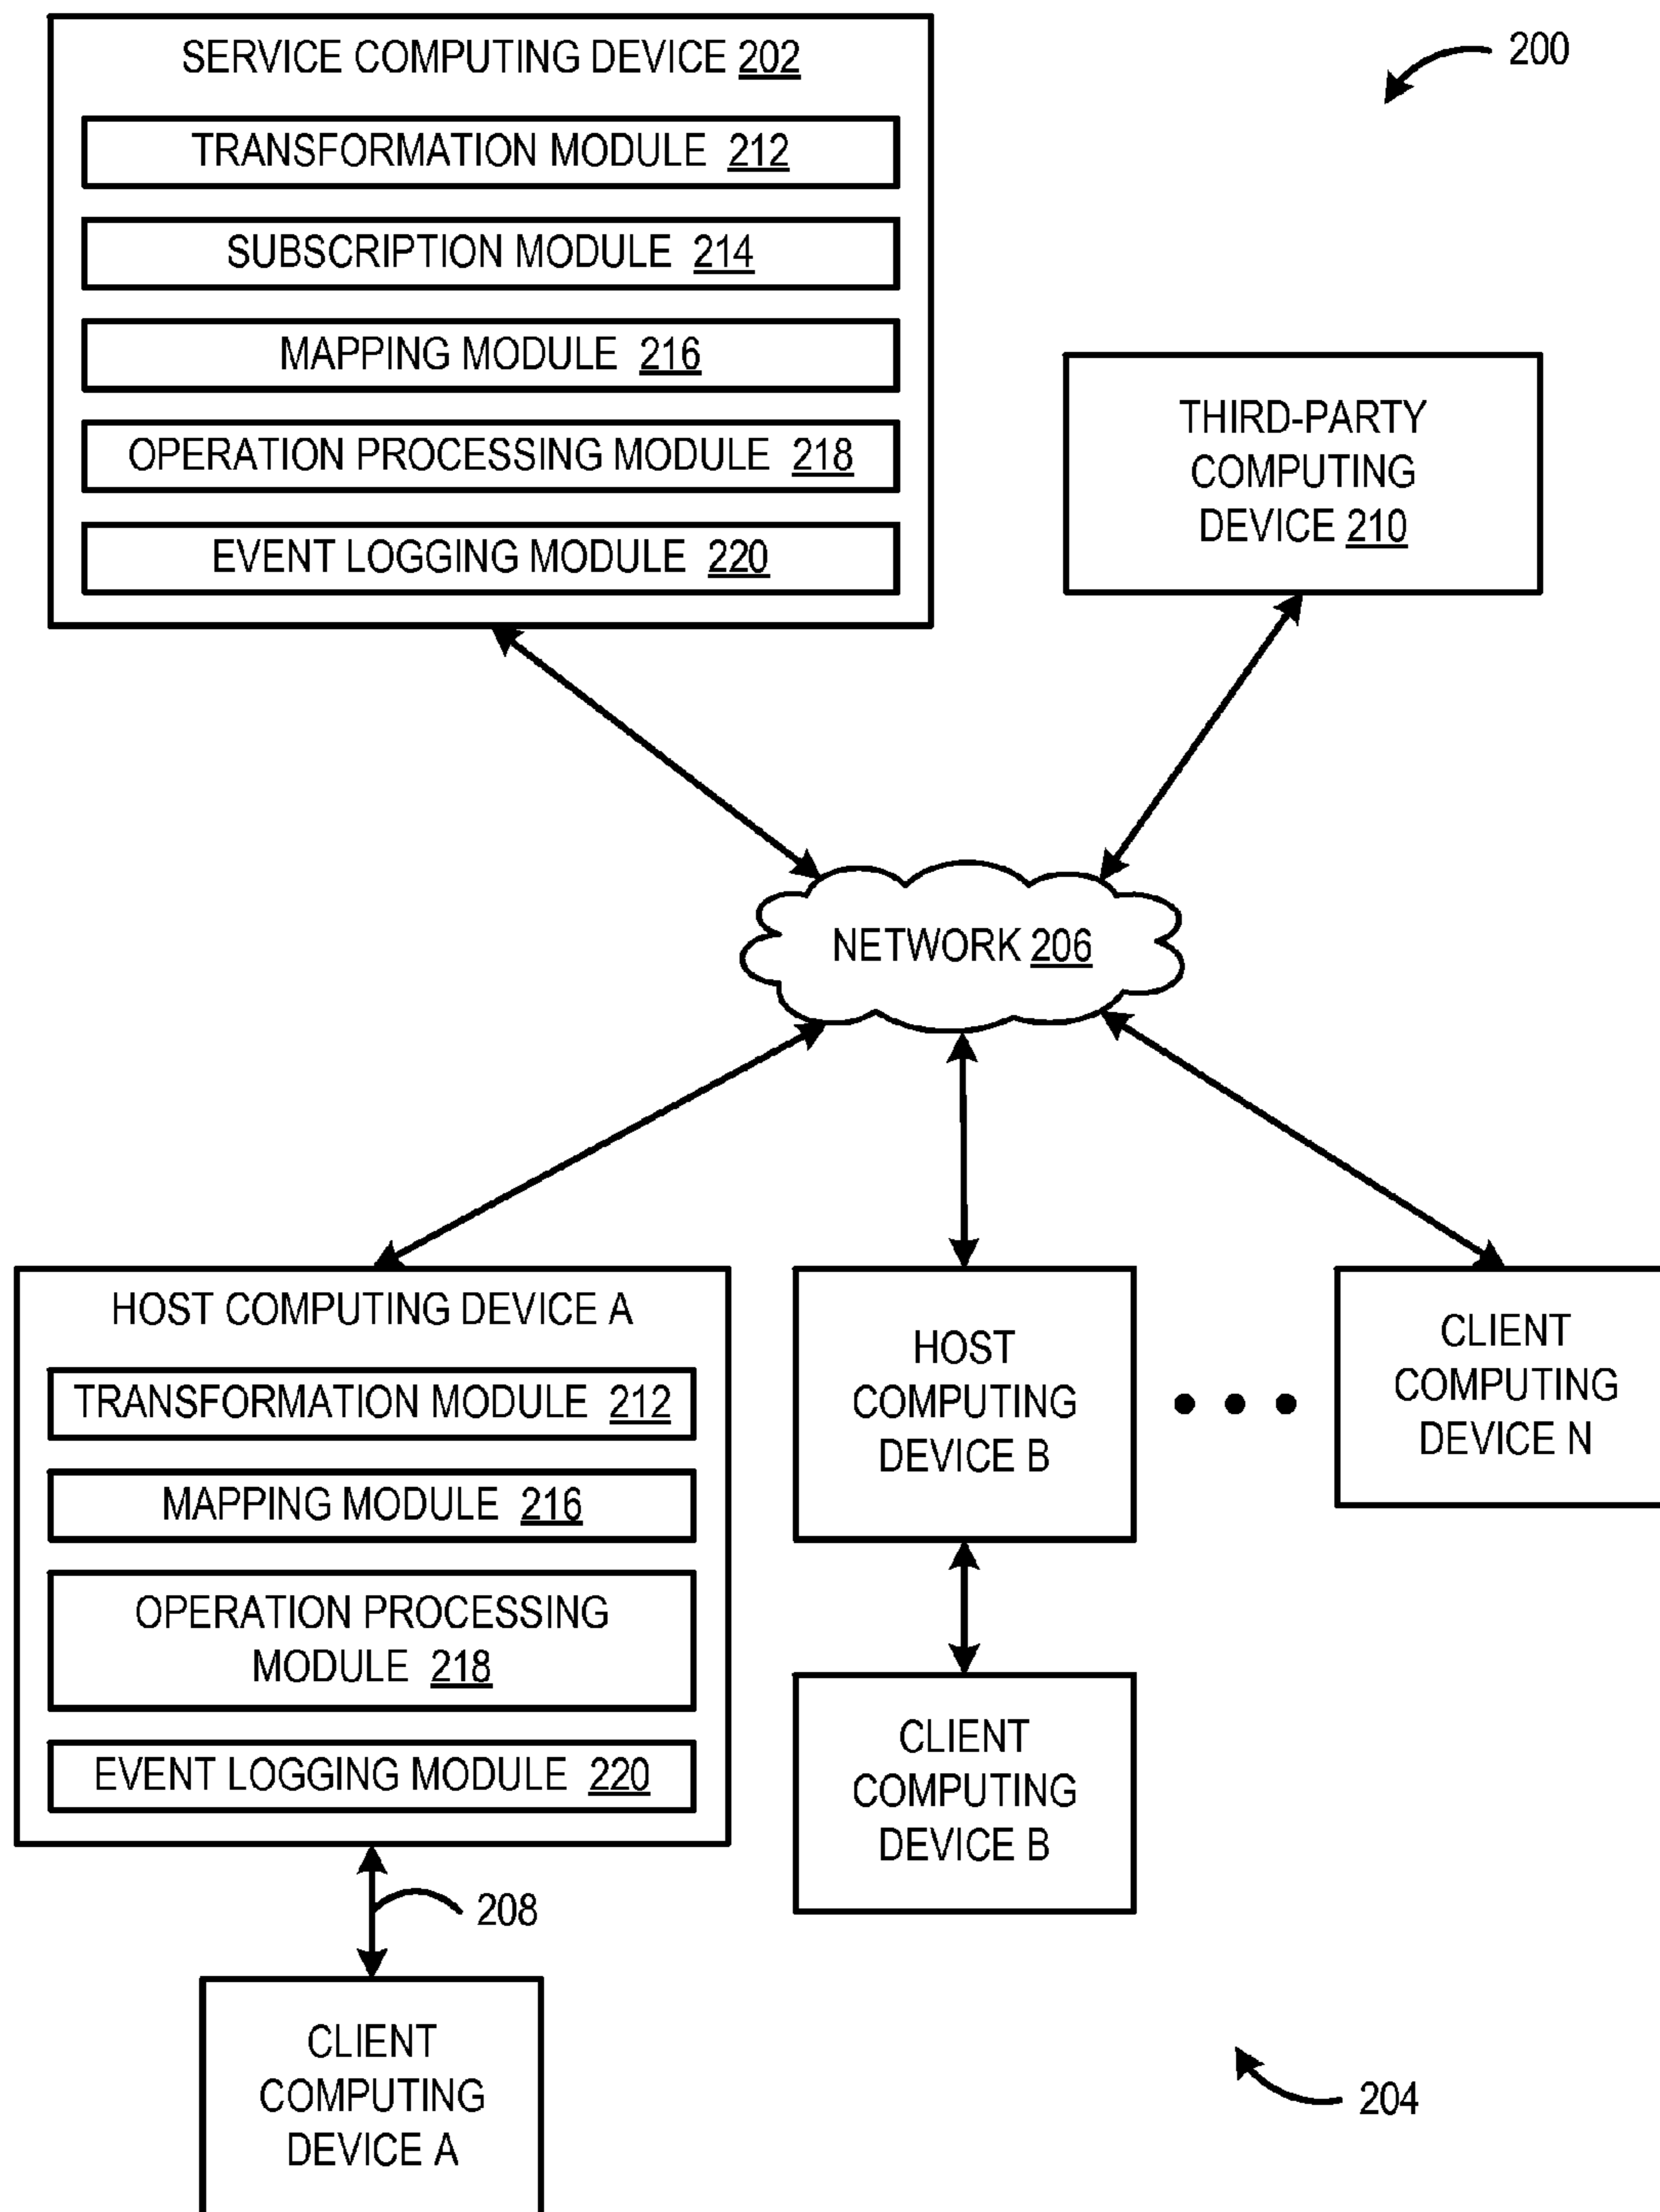 SERVICE COMPUTING DEVICE 202
TRANSFORMATION MODULE 212
SUBSCRIPTION MODULE 214
MAPPING MODULE 216
OPERATION PROCESSING MODULE 218
EVENT LOGGING MODULE 220
200
THIRD-PARTY
COMPUTING
DEVICE 210
NETWORK 206
HOST COMPUTING DEVICE A
TRANSFORMATION MODULE 212
MAPPING MODULE 216
OPERATION PROCESSING
MODULE 218
EVENT LOGGING MODULE 220
HOST
COMPUTING
DEVICE B
CLIENT
COMPUTING
DEVICE N
CLIENT
COMPUTING
DEVICE B
208
CLIENT
COMPUTING
DEVICE A
204